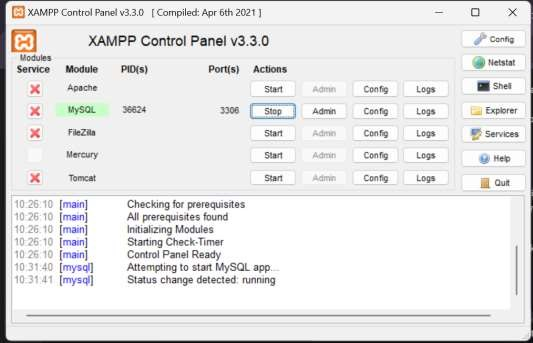 XAMPP Control Panel v3.3.0 [ Compiled: Apr 6th 2021 ]
XAMPP Control Panel v3.3.0
Config
Modules
Service Module PID(s) Port(s) Actions
Netstat
Apache Start Admin Config Logs
Shell
MySQL 36624 3306 Stop Admin Config Logs
Explorer
FileZilla Start Admin Config Logs
Services
Mercury Start Admin Config Logs
Help
Tomcat Start Admin Config Logs
Quit
10:26:10 [main] Checking for prerequisites
10:26:10 [main] All prerequisites found
10:26:10 [main] Initializing Modules
10:26:10 [main] Starting Check-Timer
10:26:10 [main] Control Panel Ready
10:31:40 [mysql] Attempting to start MySQL app...
10:31:41 [mysql] Status change detected: running